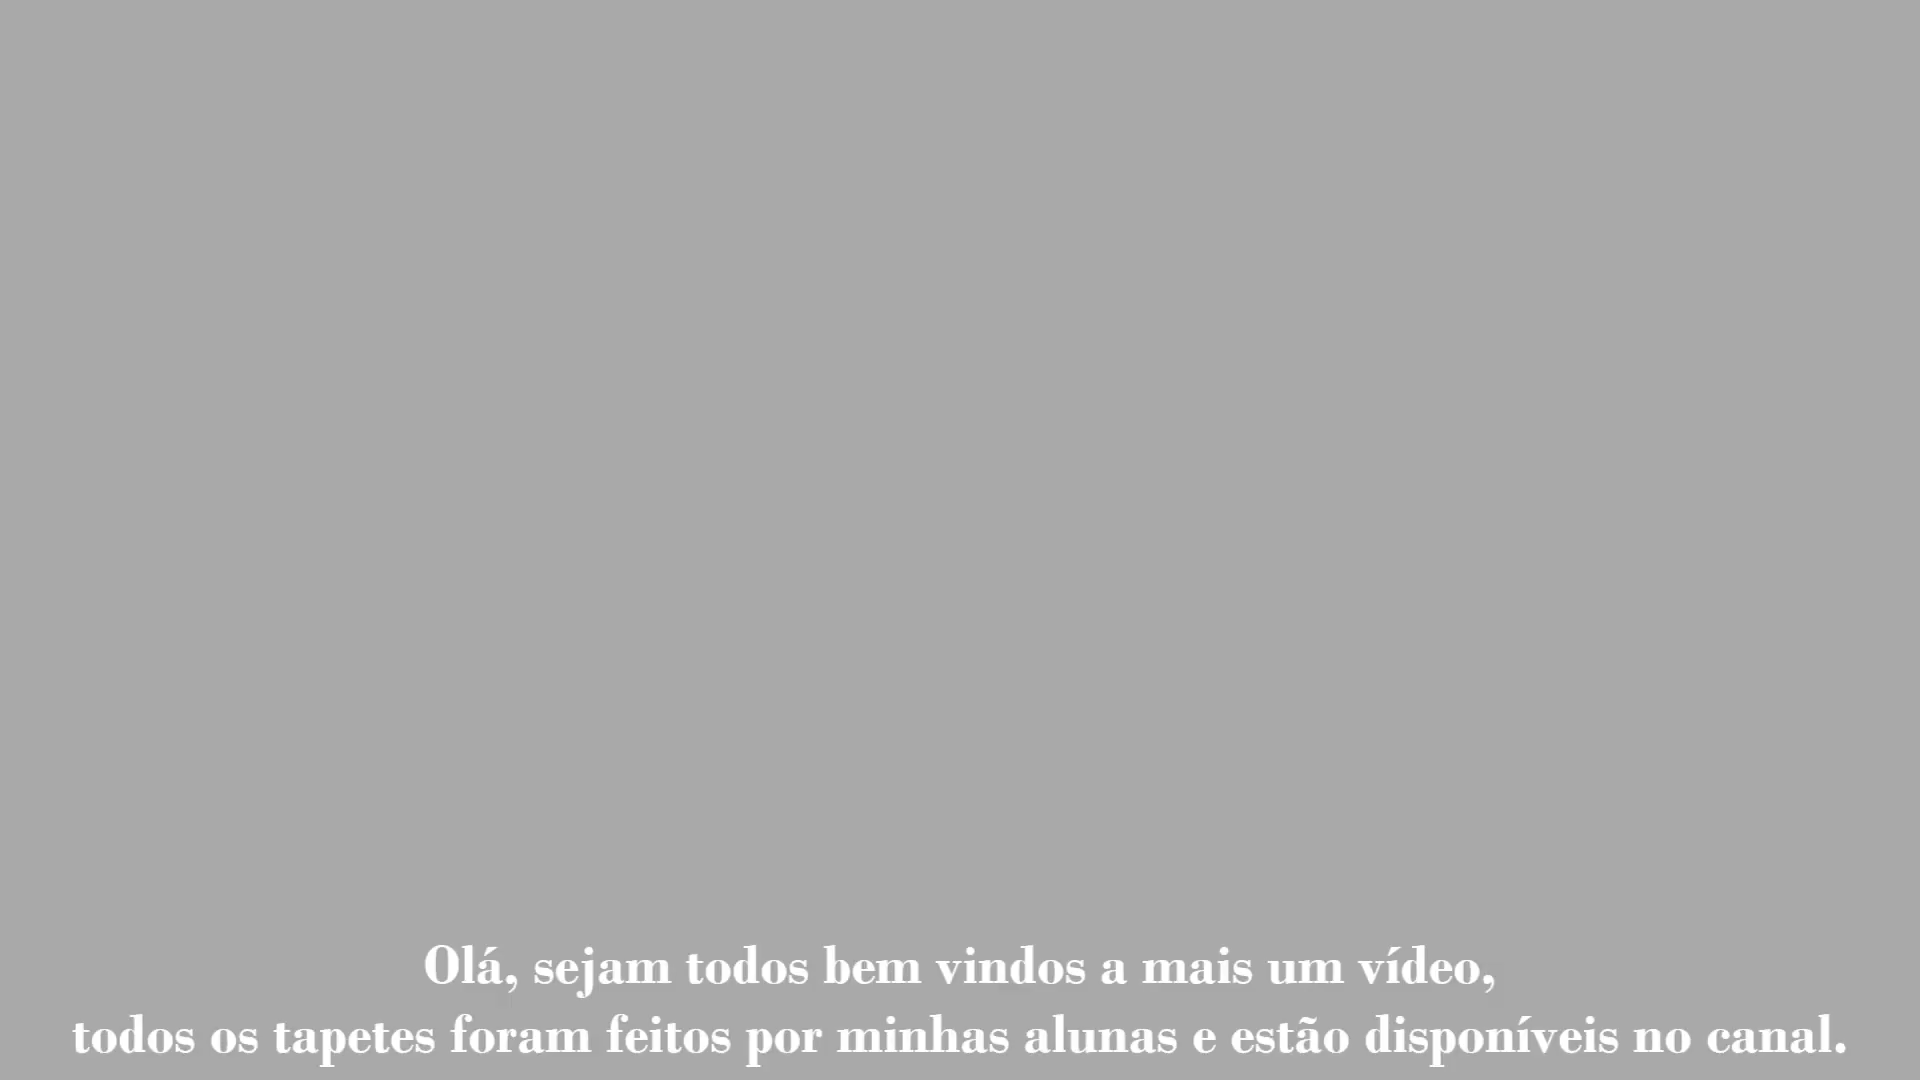 Olá, sejam todos bem vindos a mais um vídeo,
todos os tapetes foram feitos por minhas alunas e estão disponíveis no canal.